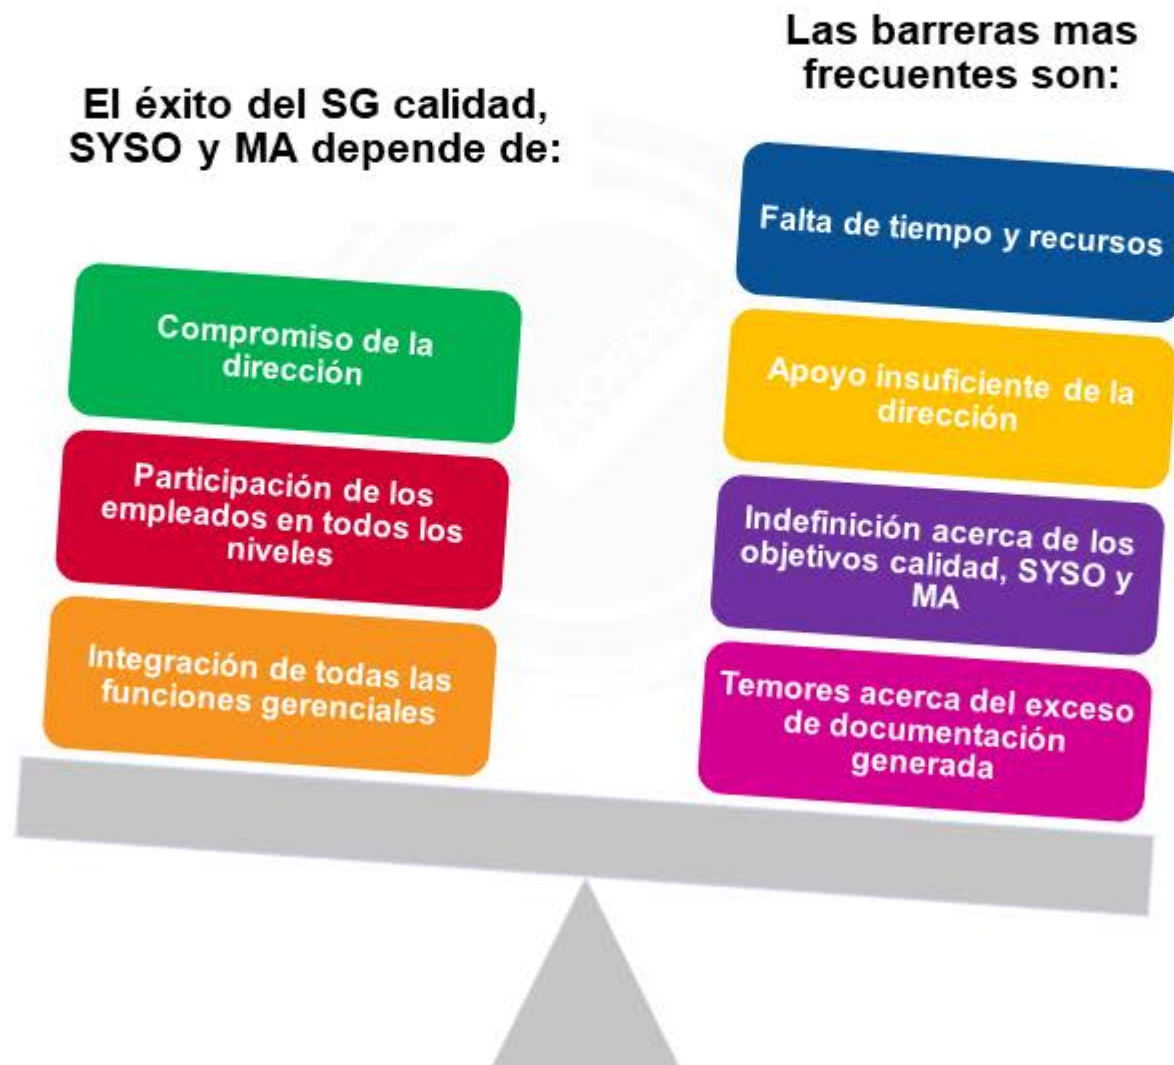 El éxito del SG calidad,
SYSO y MA depende de:
Compromiso de la
dirección
Participación de los
empleados en todos los
niveles
Integración de todas las
funciones gerenciales
Las barreras mas
frecuentes son:
Falta de tiempo y recursos
Apoyo insuficiente de la
dirección
Indefinición acerca de los
objetivos calidad, SYSO y
MA
Temores acerca del exceso
de documentación
generada